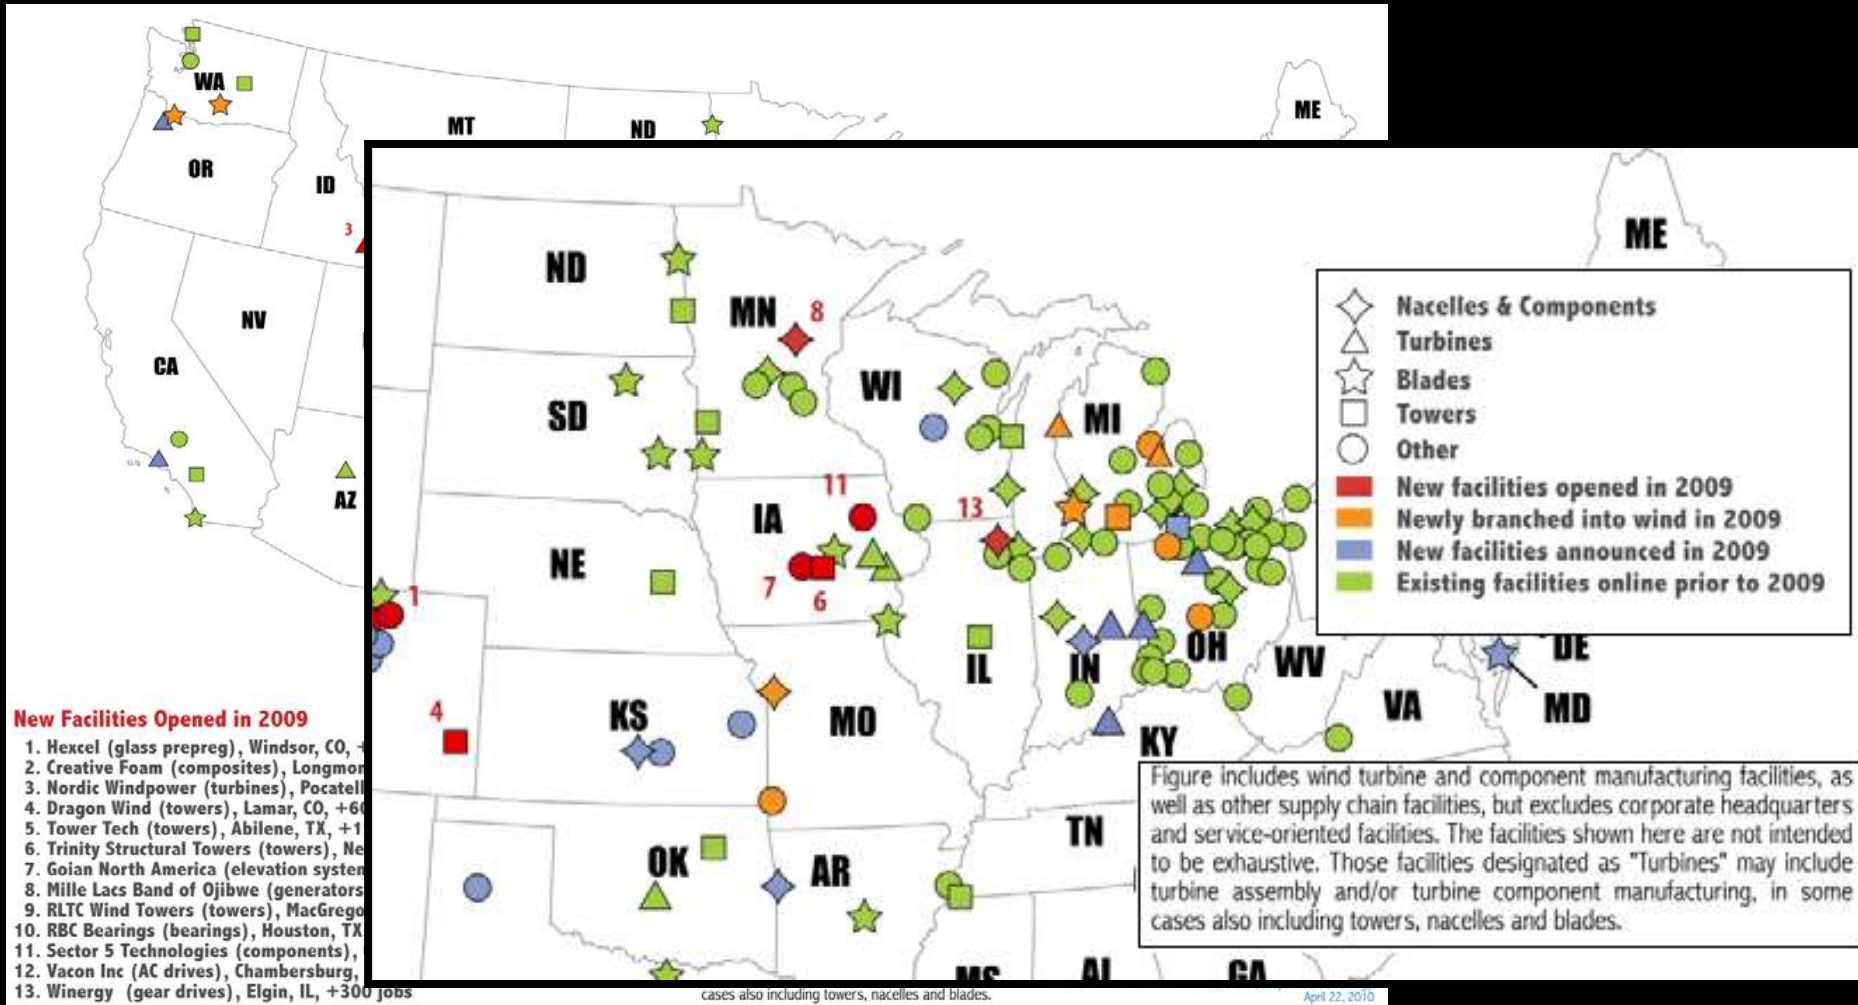 WA
MT
ND
ME
OR
ID
3
NV
CA
AZ
New Facilities Opened in 2009
1. Hexcel (glass prepreg), Windsor, CO, +
2. Creative Foam (composites), Longmon
3. Nordic Windpower (turbines), Pocatell
4. Dragon Wind (towers), Lamar, CO, +60
5. Tower Tech (towers), Abilene, TX, +1
6. Trinity Structural Towers (towers), Ne
7. Goian North America (elevation system
8. Mille Lacs Band of Ojibwe (generators
9. RLTC Wind Towers (towers), MacGrego
10. RBC Bearings (bearings), Houston, TX
11. Sector 5 Technologies (components),
12. Vacon Inc (AC drives), Chambersburg,
13. Winergy (gear drives), Elgin, IL, +300 jobs
ME
ND
MN
8
WI
SD
MI
11
13
IA
NE
7
6
1
4
KS
MO
IL
IN
OH
WV
VA
DE
MD
KY
OK
AR
TN
MS
AL
GA
Nacelles & Components
Turbines
Blades
Towers
Other
New facilities opened in 2009
Newly branched into wind in 2009
New facilities announced in 2009
Existing facilities online prior to 2009
Figure includes wind turbine and component manufacturing facilities, as
well as other supply chain facilities, but excludes corporate headquarters
and service-oriented facilities. The facilities shown here are not intended
to be exhaustive. Those facilities designated as "Turbines" may include
turbine assembly and/or turbine component manufacturing, in some
cases also including towers, nacelles and blades.
cases also including towers, nacelles and blades.
April 22, 2010